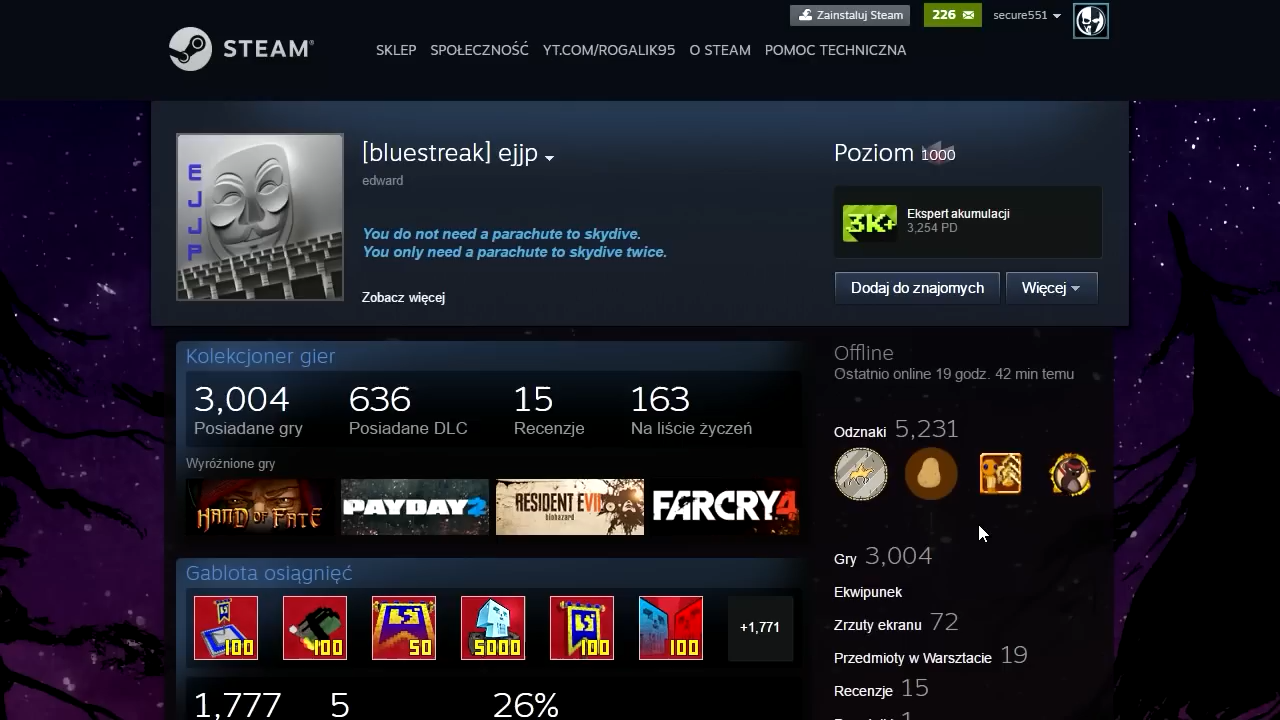 Zainstaluj Steam
226
secure551
STEAM®
SKLEP SPOŁECZNOŚĆ YT.COM/ROGALIK95 O STEAM POMOC TECHNICZNA
EJJP
[bluestreak] ejjp
edward
You do not need a parachute to skydive.
You only need a parachute to skydive twice.
Zobacz więcej
Poziom 1000
3K+
Ekspert akumulacji
3,254 PD
Dodaj do znajomych
Więcej
Kolekcjoner gier
3,004 636 15 163
Posiadane gry Posiadane DLC Recenzje Na liście życzeń
Wyróżnione gry
HAND OF FATE PAYDAY 2 RESIDENT EVIL biohazard FARCRY 4
Gablota osiągnięć
100 100 50 5000 100 100 +1,771
1,777 5 26%
Offline
Ostatnio online 19 godz. 42 min temu
Odznaki 5,231
Gry 3,004
Ekwipunek
Zrzuty ekranu 72
Przedmioty w Warsztacie 19
Recenzje 15